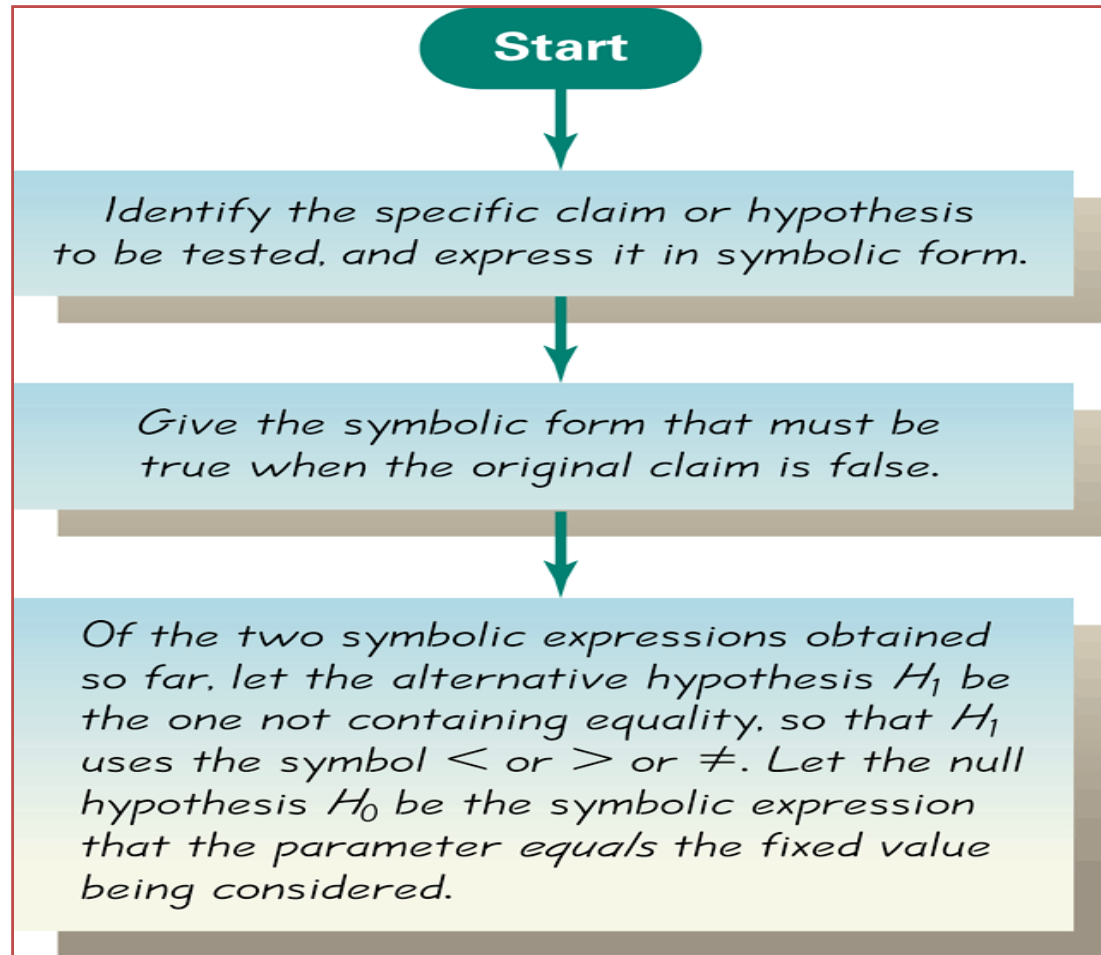 Start
Identify the specific claim or hypothesis
to be tested, and express it in symbolic form.
Give the symbolic form that must be
true when the original claim is false.
Of the two symbolic expressions obtained
so far, let the alternative hypothesis H₁ be
the one not containing equality, so that H₁
uses the symbol < or > or ≠. Let the null
hypothesis H₀ be the symbolic expression
that the parameter equals the fixed value
being considered.